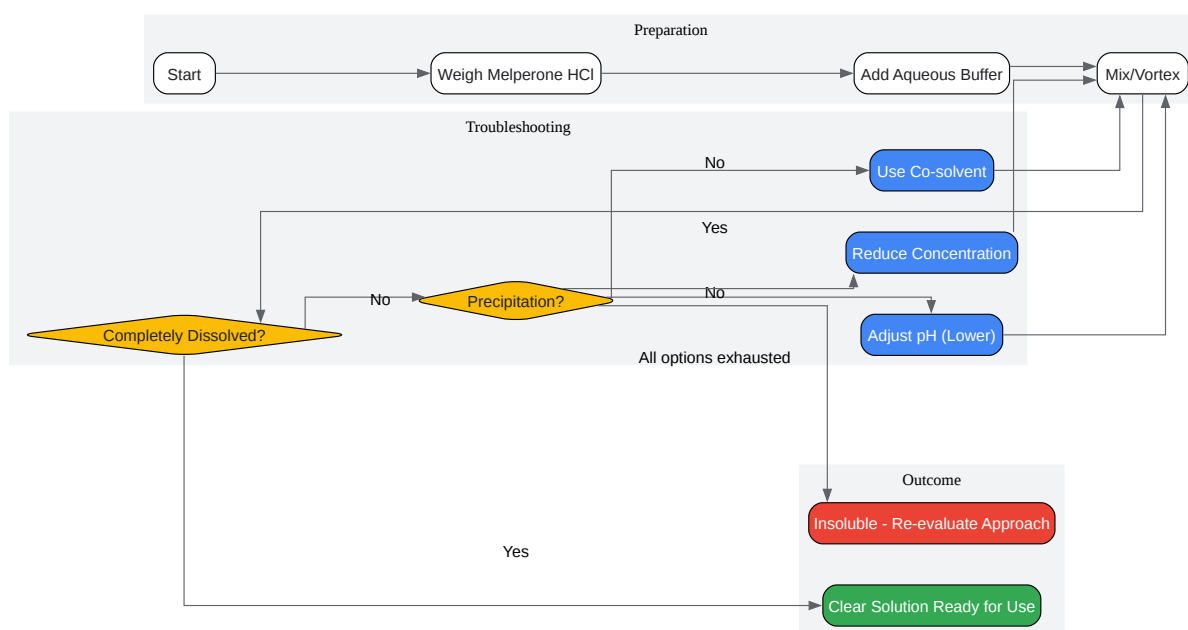 Preparation
Start
Weigh Melperone HCl
Add Aqueous Buffer
Mix/Vortex
Troubleshooting
No
Use Co-solvent
Yes
Reduce Concentration
No
Precipitation?
No
Completely Dissolved?
Adjust pH (Lower)
All options exhausted
Outcome
Insoluble - Re-evaluate Approach
Yes
Clear Solution Ready for Use